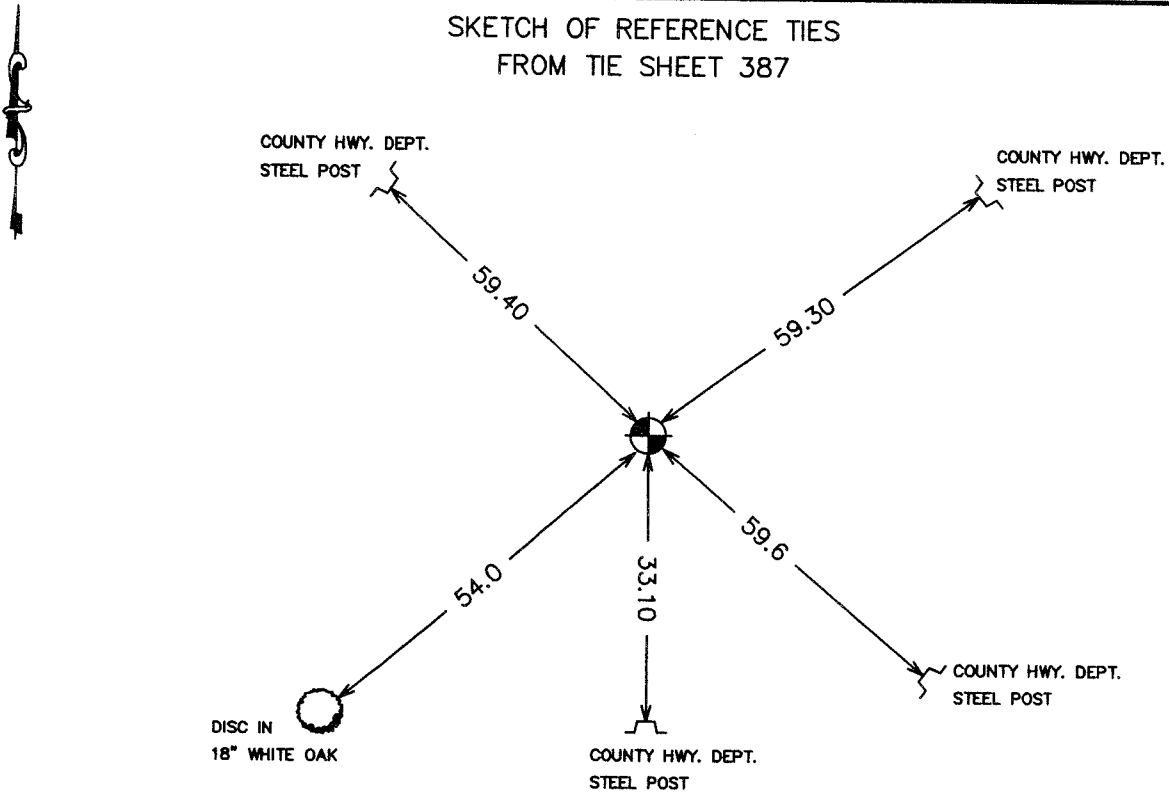 SKETCH OF REFERENCE TIES
FROM TIE SHEET 387
COUNTY HWY. DEPT.
STEEL POST
COUNTY HWY. DEPT.
STEEL POST
59.40
59.30
54.0
33.10
59.6
DISC IN
18" WHITE OAK
COUNTY HWY. DEPT.
STEEL POST
COUNTY HWY. DEPT.
STEEL POST